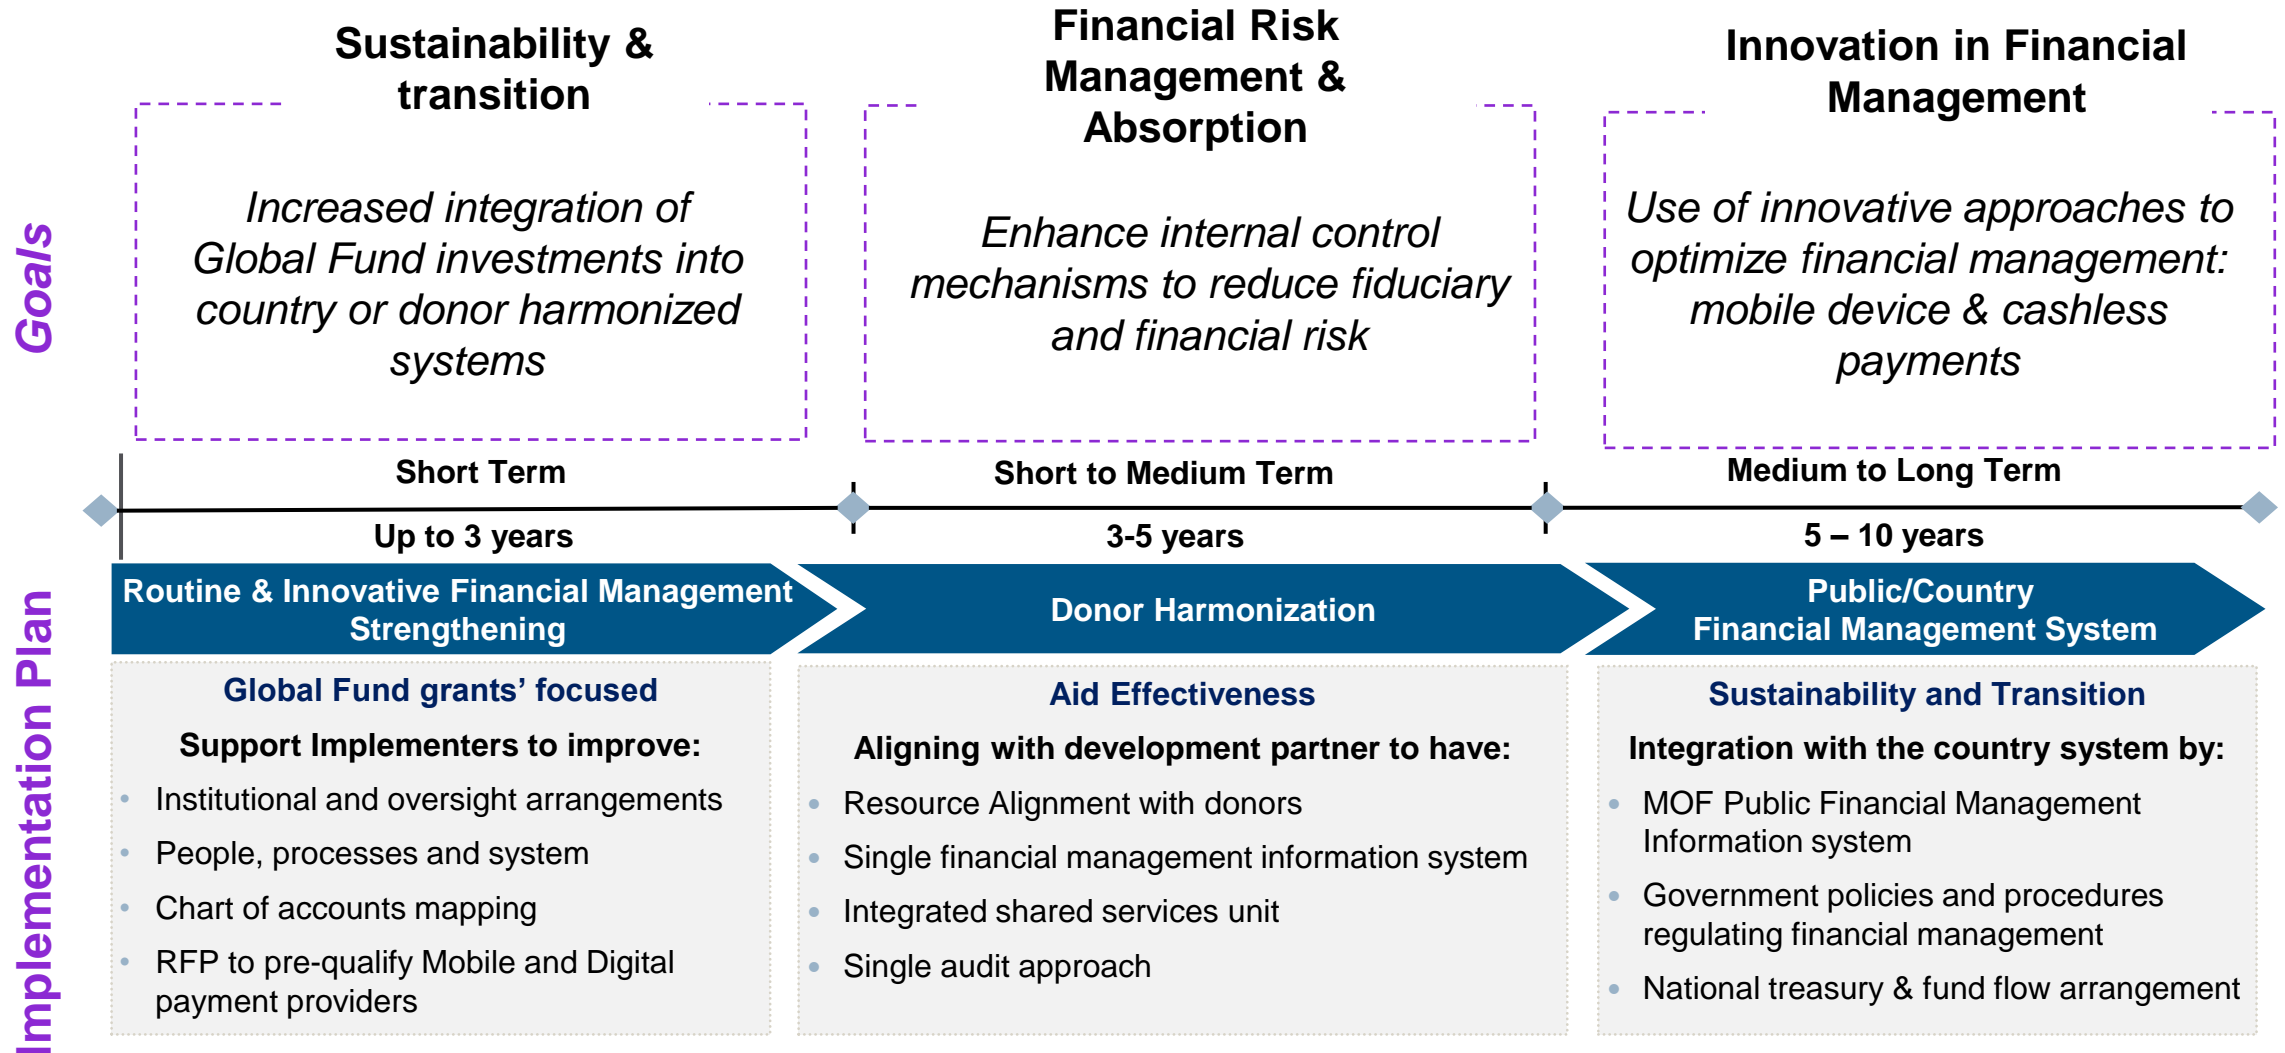 Goals
Sustainability &
transition
Increased integration of
Global Fund investments into
country or donor harmonized
systems
Financial Risk
Management &
Absorption
Enhance internal control
mechanisms to reduce fiduciary
and financial risk
Innovation in Financial
Management
Use of innovative approaches to
optimize financial management:
mobile device & cashless
payments
Short Term
Up to 3 years
Short to Medium Term
3-5 years
Medium to Long Term
5 – 10 years
Implementation Plan
Routine & Innovative Financial Management
Strengthening
Global Fund grants’ focused
Support Implementers to improve:
• Institutional and oversight arrangements
• People, processes and system
• Chart of accounts mapping
• RFP to pre-qualify Mobile and Digital
payment providers
Donor Harmonization
Aid Effectiveness
Aligning with development partner to have:
• Resource Alignment with donors
• Single financial management information system
• Integrated shared services unit
• Single audit approach
Public/Country
Financial Management System
Sustainability and Transition
Integration with the country system by:
• MOF Public Financial Management
Information system
• Government policies and procedures
regulating financial management
• National treasury & fund flow arrangement